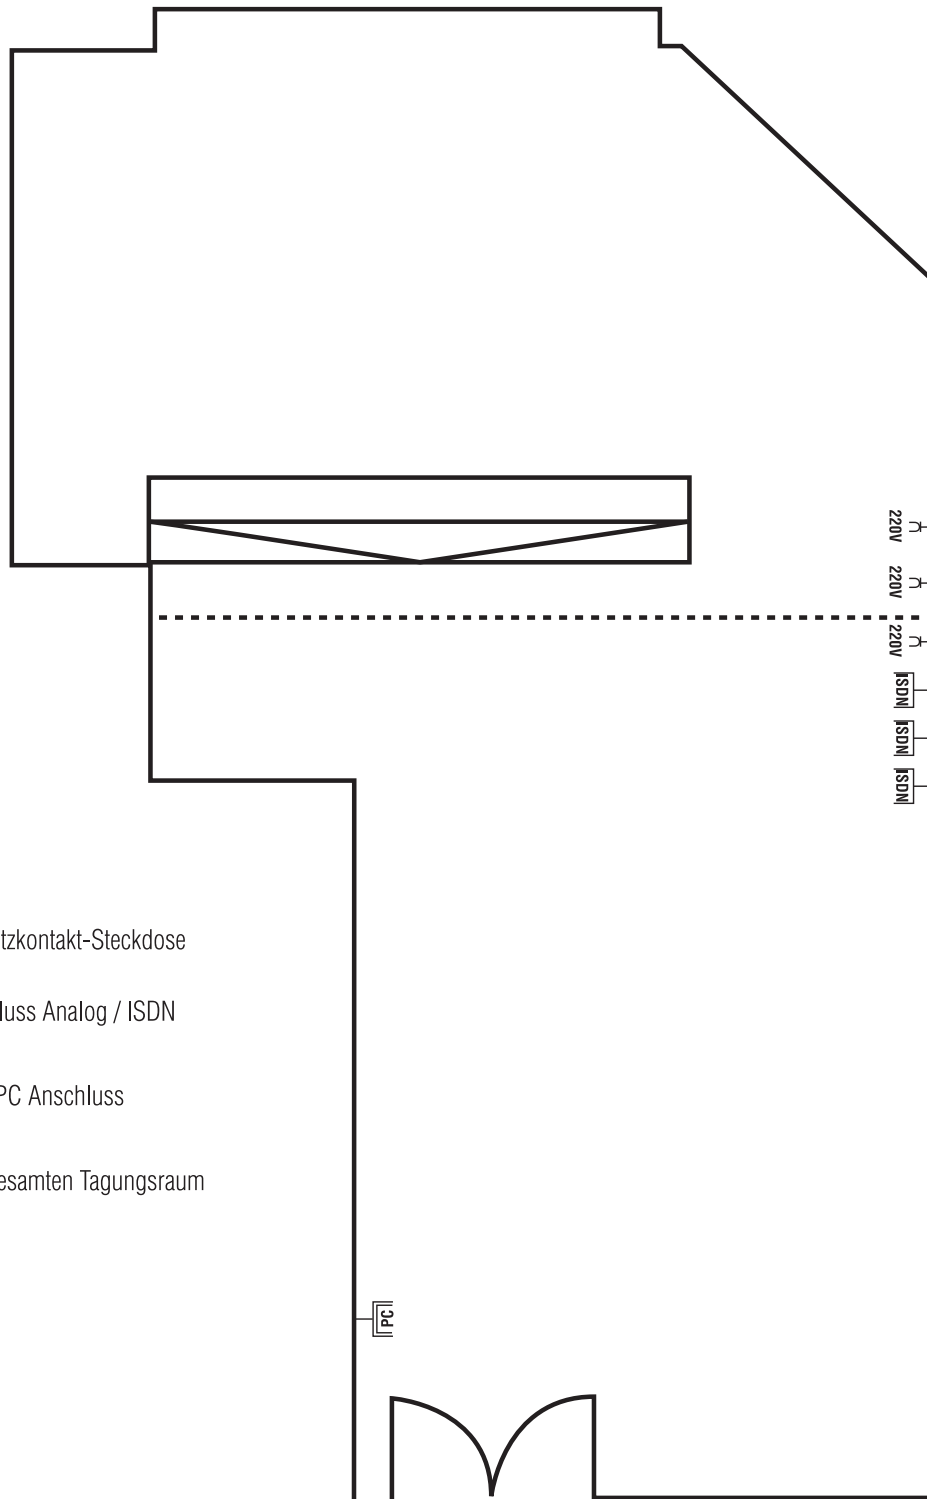 220V
220V
220V
ISDN
ISDN
ISDN
tzkontakt-Steckdose
luss Analog / ISDN
PC Anschluss
esamten Tagungsraum
PC